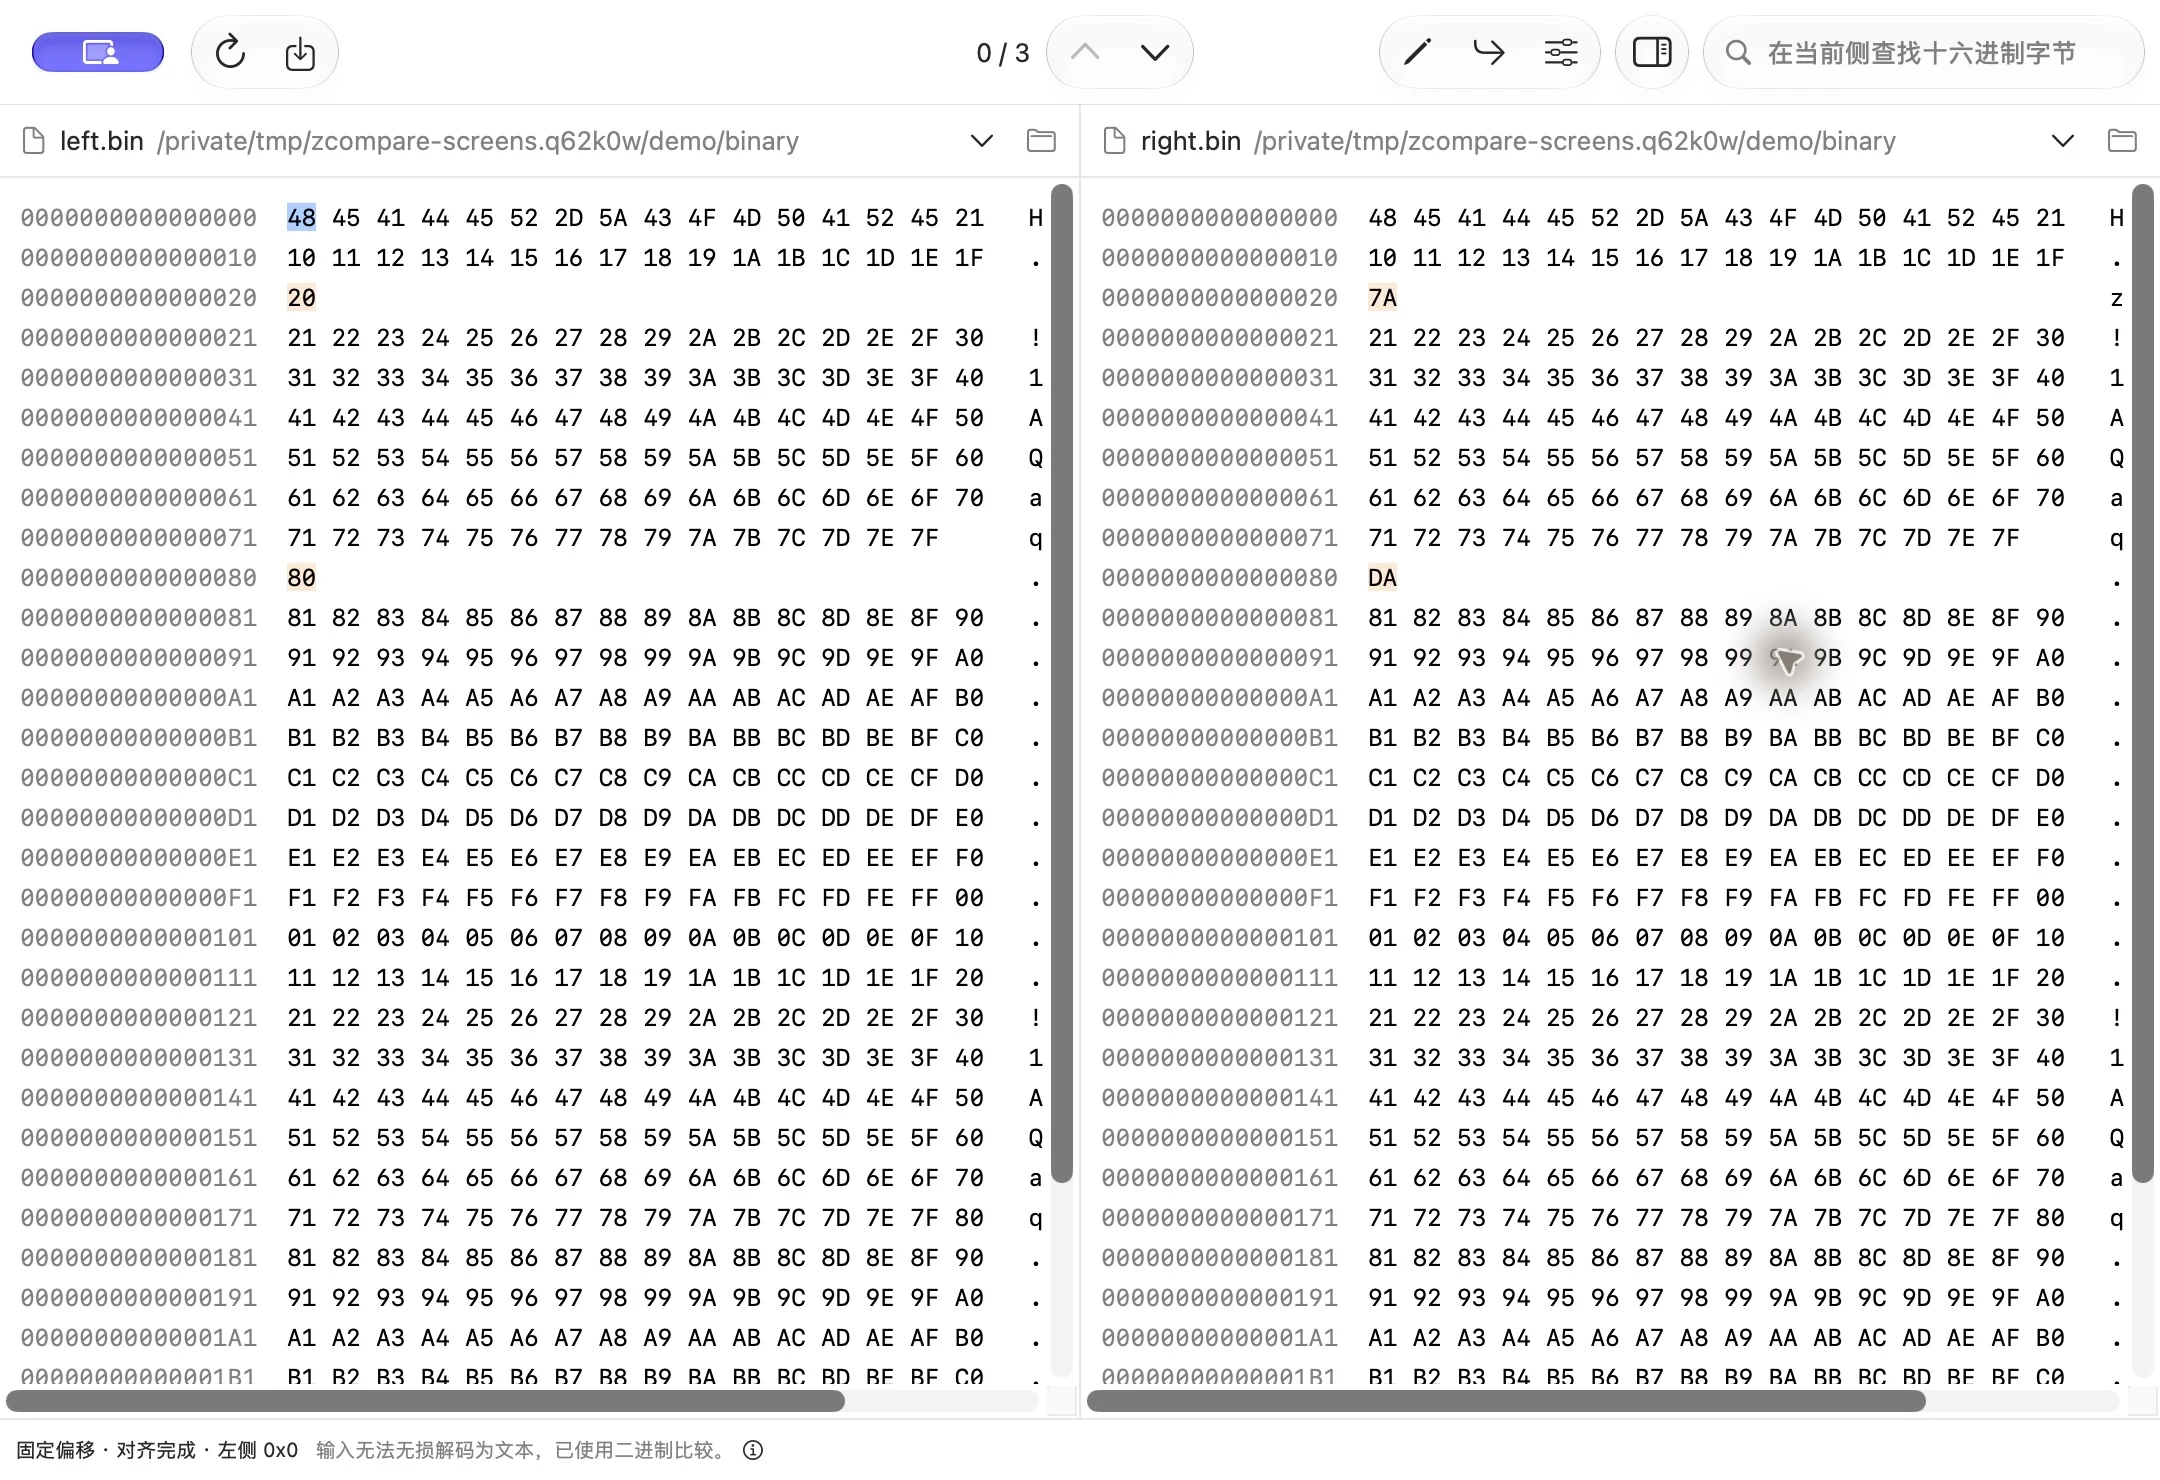 0 / 3
在当前侧查找十六进制字节
left.bin /private/tmp/zcompare-screens.q62k0w/demo/binary
0000000000000000 48 45 41 44 45 52 2D 5A 43 4F 4D 50 41 52 45 21 H
0000000000000010 10 11 12 13 14 15 16 17 18 19 1A 1B 1C 1D 1E 1F .
0000000000000020 20
0000000000000021 21 22 23 24 25 26 27 28 29 2A 2B 2C 2D 2E 2F 30 !
0000000000000031 31 32 33 34 35 36 37 38 39 3A 3B 3C 3D 3E 3F 40 1
0000000000000041 41 42 43 44 45 46 47 48 49 4A 4B 4C 4D 4E 4F 50 A
0000000000000051 51 52 53 54 55 56 57 58 59 5A 5B 5C 5D 5E 5F 60 Q
0000000000000061 61 62 63 64 65 66 67 68 69 6A 6B 6C 6D 6E 6F 70 a
0000000000000071 71 72 73 74 75 76 77 78 79 7A 7B 7C 7D 7E 7F q
0000000000000080 80 .
0000000000000081 81 82 83 84 85 86 87 88 89 8A 8B 8C 8D 8E 8F 90 .
0000000000000091 91 92 93 94 95 96 97 98 99 9A 9B 9C 9D 9E 9F A0 .
00000000000000A1 A1 A2 A3 A4 A5 A6 A7 A8 A9 AA AB AC AD AE AF B0 .
00000000000000B1 B1 B2 B3 B4 B5 B6 B7 B8 B9 BA BB BC BD BE BF C0 .
00000000000000C1 C1 C2 C3 C4 C5 C6 C7 C8 C9 CA CB CC CD CE CF D0 .
00000000000000D1 D1 D2 D3 D4 D5 D6 D7 D8 D9 DA DB DC DD DE DF E0 .
00000000000000E1 E1 E2 E3 E4 E5 E6 E7 E8 E9 EA EB EC ED EE EF F0 .
00000000000000F1 F1 F2 F3 F4 F5 F6 F7 F8 F9 FA FB FC FD FE FF 00 .
0000000000000101 01 02 03 04 05 06 07 08 09 0A 0B 0C 0D 0E 0F 10 .
0000000000000111 11 12 13 14 15 16 17 18 19 1A 1B 1C 1D 1E 1F 20 .
0000000000000121 21 22 23 24 25 26 27 28 29 2A 2B 2C 2D 2E 2F 30 !
0000000000000131 31 32 33 34 35 36 37 38 39 3A 3B 3C 3D 3E 3F 40 1
0000000000000141 41 42 43 44 45 46 47 48 49 4A 4B 4C 4D 4E 4F 50 A
0000000000000151 51 52 53 54 55 56 57 58 59 5A 5B 5C 5D 5E 5F 60 Q
0000000000000161 61 62 63 64 65 66 67 68 69 6A 6B 6C 6D 6E 6F 70 a
0000000000000171 71 72 73 74 75 76 77 78 79 7A 7B 7C 7D 7E 7F 80 q
0000000000000181 81 82 83 84 85 86 87 88 89 8A 8B 8C 8D 8E 8F 90 .
0000000000000191 91 92 93 94 95 96 97 98 99 9A 9B 9C 9D 9E 9F A0 .
00000000000001A1 A1 A2 A3 A4 A5 A6 A7 A8 A9 AA AB AC AD AE AF B0 .
00000000000001B1 B1 B2 B3 B4 B5 B6 B7 B8 B9 BA BB BC BD BE BF C0 .
right.bin /private/tmp/zcompare-screens.q62k0w/demo/binary
0000000000000000 48 45 41 44 45 52 2D 5A 43 4F 4D 50 41 52 45 21 H
0000000000000010 10 11 12 13 14 15 16 17 18 19 1A 1B 1C 1D 1E 1F .
0000000000000020 7A z
0000000000000021 21 22 23 24 25 26 27 28 29 2A 2B 2C 2D 2E 2F 30 !
0000000000000031 31 32 33 34 35 36 37 38 39 3A 3B 3C 3D 3E 3F 40 1
0000000000000041 41 42 43 44 45 46 47 48 49 4A 4B 4C 4D 4E 4F 50 A
0000000000000051 51 52 53 54 55 56 57 58 59 5A 5B 5C 5D 5E 5F 60 Q
0000000000000061 61 62 63 64 65 66 67 68 69 6A 6B 6C 6D 6E 6F 70 a
0000000000000071 71 72 73 74 75 76 77 78 79 7A 7B 7C 7D 7E 7F q
0000000000000080 DA .
0000000000000081 81 82 83 84 85 86 87 88 89 8A 8B 8C 8D 8E 8F 90 .
0000000000000091 91 92 93 94 95 96 97 98 99 9B 9C 9D 9E 9F A0 .
00000000000000A1 A1 A2 A3 A4 A5 A6 A7 A8 A9 AA AB AC AD AE AF B0 .
00000000000000B1 B1 B2 B3 B4 B5 B6 B7 B8 B9 BA BB BC BD BE BF C0 .
00000000000000C1 C1 C2 C3 C4 C5 C6 C7 C8 C9 CA CB CC CD CE CF D0 .
00000000000000D1 D1 D2 D3 D4 D5 D6 D7 D8 D9 DA DB DC DD DE DF E0 .
00000000000000E1 E1 E2 E3 E4 E5 E6 E7 E8 E9 EA EB EC ED EE EF F0 .
00000000000000F1 F1 F2 F3 F4 F5 F6 F7 F8 F9 FA FB FC FD FE FF 00 .
0000000000000101 01 02 03 04 05 06 07 08 09 0A 0B 0C 0D 0E 0F 10 .
0000000000000111 11 12 13 14 15 16 17 18 19 1A 1B 1C 1D 1E 1F 20 .
0000000000000121 21 22 23 24 25 26 27 28 29 2A 2B 2C 2D 2E 2F 30 !
0000000000000131 31 32 33 34 35 36 37 38 39 3A 3B 3C 3D 3E 3F 40 1
0000000000000141 41 42 43 44 45 46 47 48 49 4A 4B 4C 4D 4E 4F 50 A
0000000000000151 51 52 53 54 55 56 57 58 59 5A 5B 5C 5D 5E 5F 60 Q
0000000000000161 61 62 63 64 65 66 67 68 69 6A 6B 6C 6D 6E 6F 70 a
0000000000000171 71 72 73 74 75 76 77 78 79 7A 7B 7C 7D 7E 7F 80 q
0000000000000181 81 82 83 84 85 86 87 88 89 8A 8B 8C 8D 8E 8F 90 .
0000000000000191 91 92 93 94 95 96 97 98 99 9A 9B 9C 9D 9E 9F A0 .
00000000000001A1 A1 A2 A3 A4 A5 A6 A7 A8 A9 AA AB AC AD AE AF B0 .
00000000000001B1 B1 B2 B3 B4 B5 B6 B7 B8 B9 BA BB BC BD BE BF C0 .
固定偏移 · 对齐完成 · 左侧 0x0 输入无法无损解码为文本，已使用二进制比较。